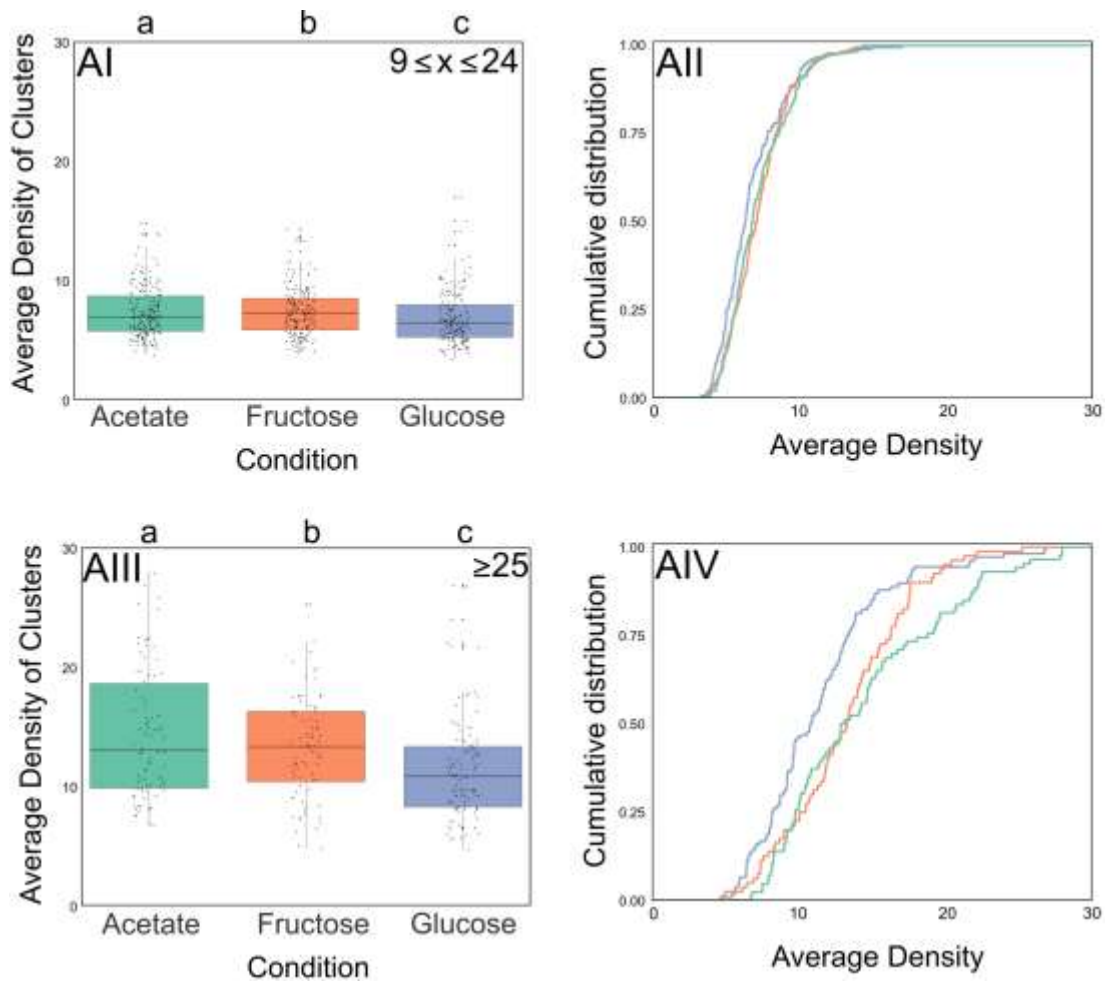 a b c
AI 9 ≤ x ≤ 24
Average Density of Clusters
30
20
10
0
Acetate Fructose Glucose
Condition
AII
Cumulative distribution
1.00
0.75
0.50
0.25
0.00
0 10 20 30
Average Density
a b c
AIII ≥25
Average Density of Clusters
30
20
10
0
Acetate Fructose Glucose
Condition
AIV
Cumulative distribution
1.00
0.75
0.50
0.25
0.00
0 10 20 30
Average Density